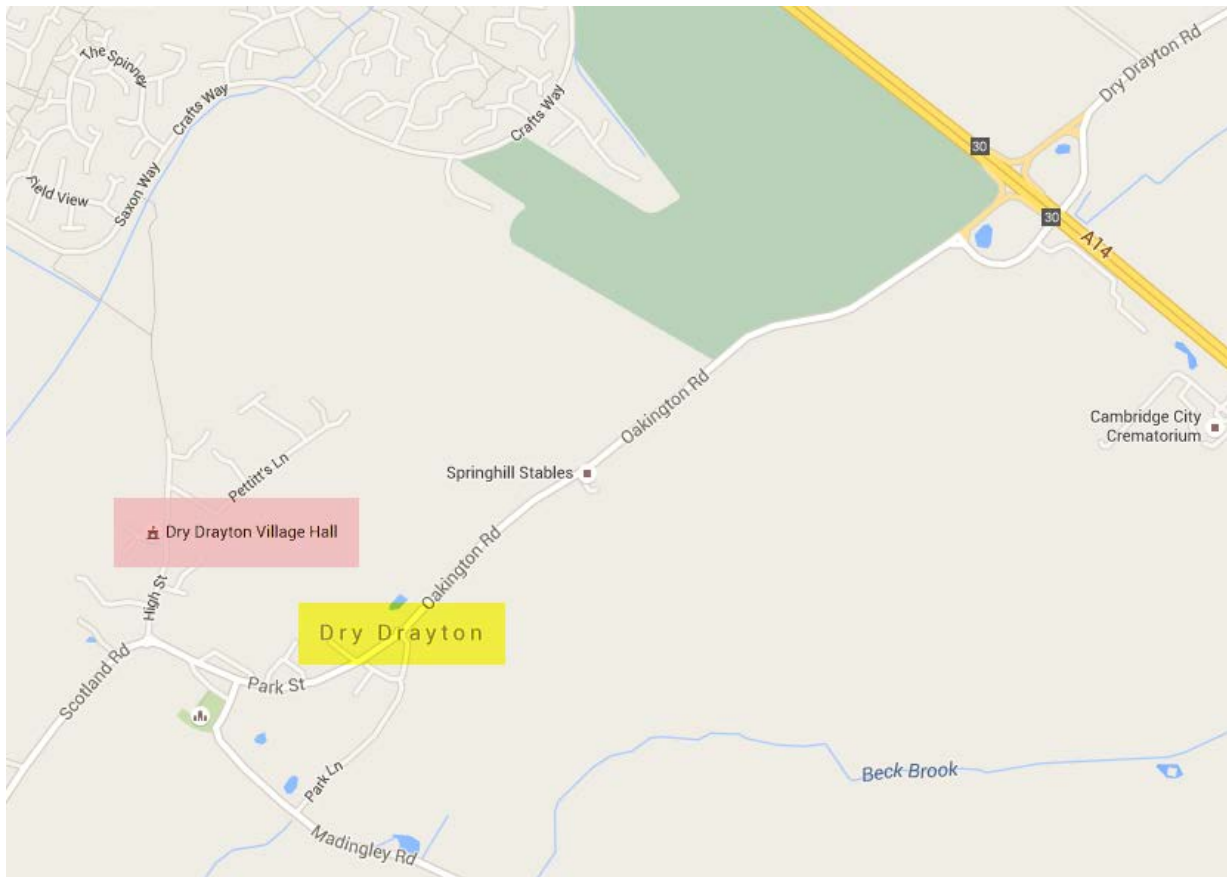 The Spinney
Crafts Way
Crafts Way
Dry Drayton Rd
30
Field View
Saxon Way
30
A14
Oakington Rd
Cambridge City
Crematorium
Springhill Stables
Pettitt's Ln
Dry Drayton Village Hall
Oakington Rd
High St
Dry Drayton
Scotland Rd
Park St
Park Ln
Beck Brook
Madingley Rd